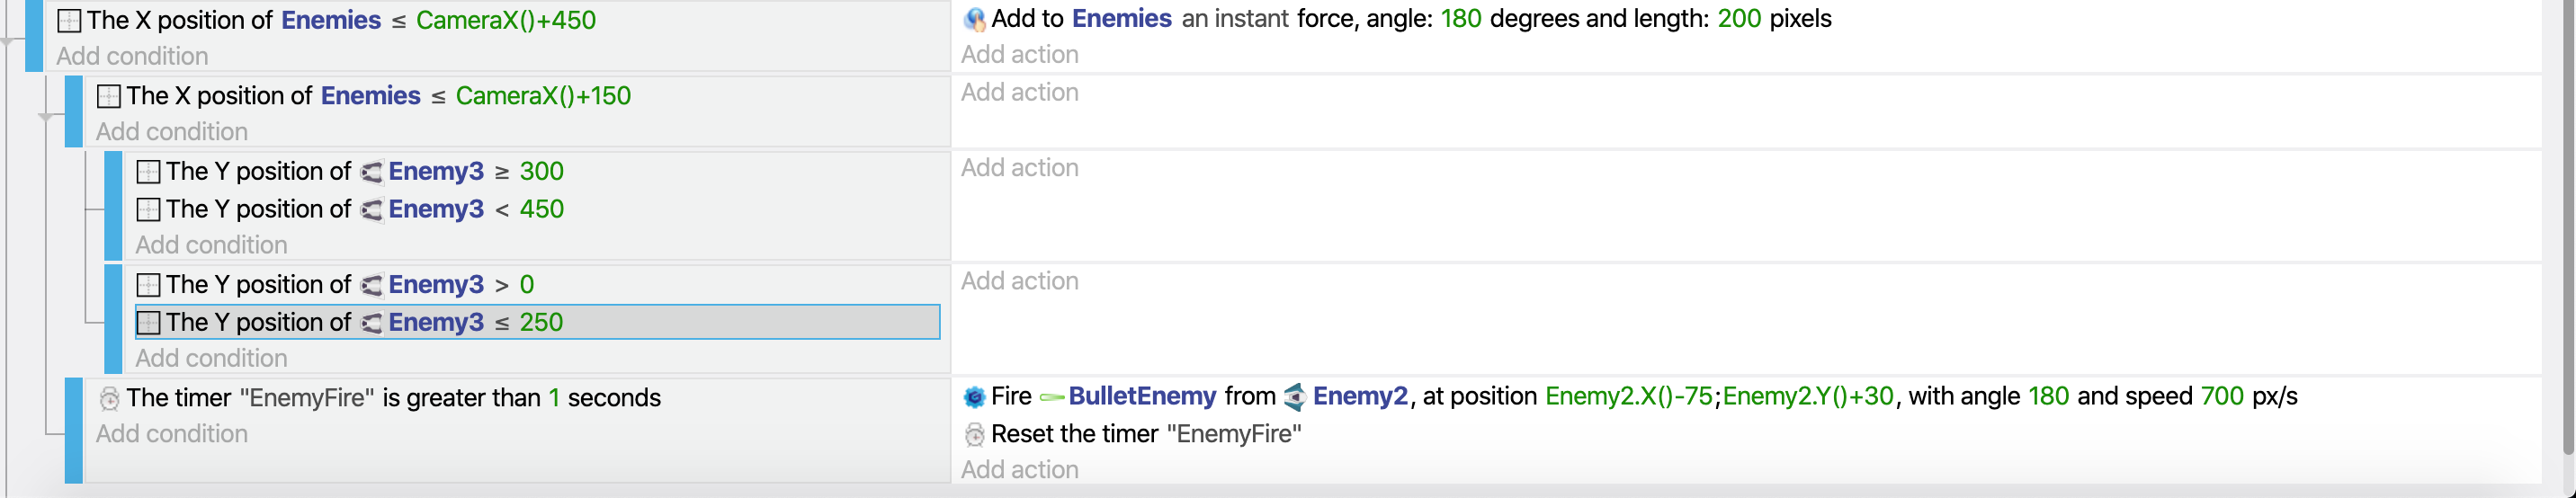 The X position of Enemies ≤ CameraX()+450
Add condition
Add to Enemies an instant force, angle: 180 degrees and length: 200 pixels
Add action
The X position of Enemies ≤ CameraX()+150
Add condition
Add action
The Y position of Enemy3 ≥ 300
The Y position of Enemy3 < 450
Add condition
Add action
The Y position of Enemy3 > 0
The Y position of Enemy3 ≤ 250
Add condition
Add action
The timer "EnemyFire" is greater than 1 seconds
Add condition
Fire BulletEnemy from Enemy2, at position Enemy2.X()-75;Enemy2.Y()+30, with angle 180 and speed 700 px/s
Reset the timer "EnemyFire"
Add action